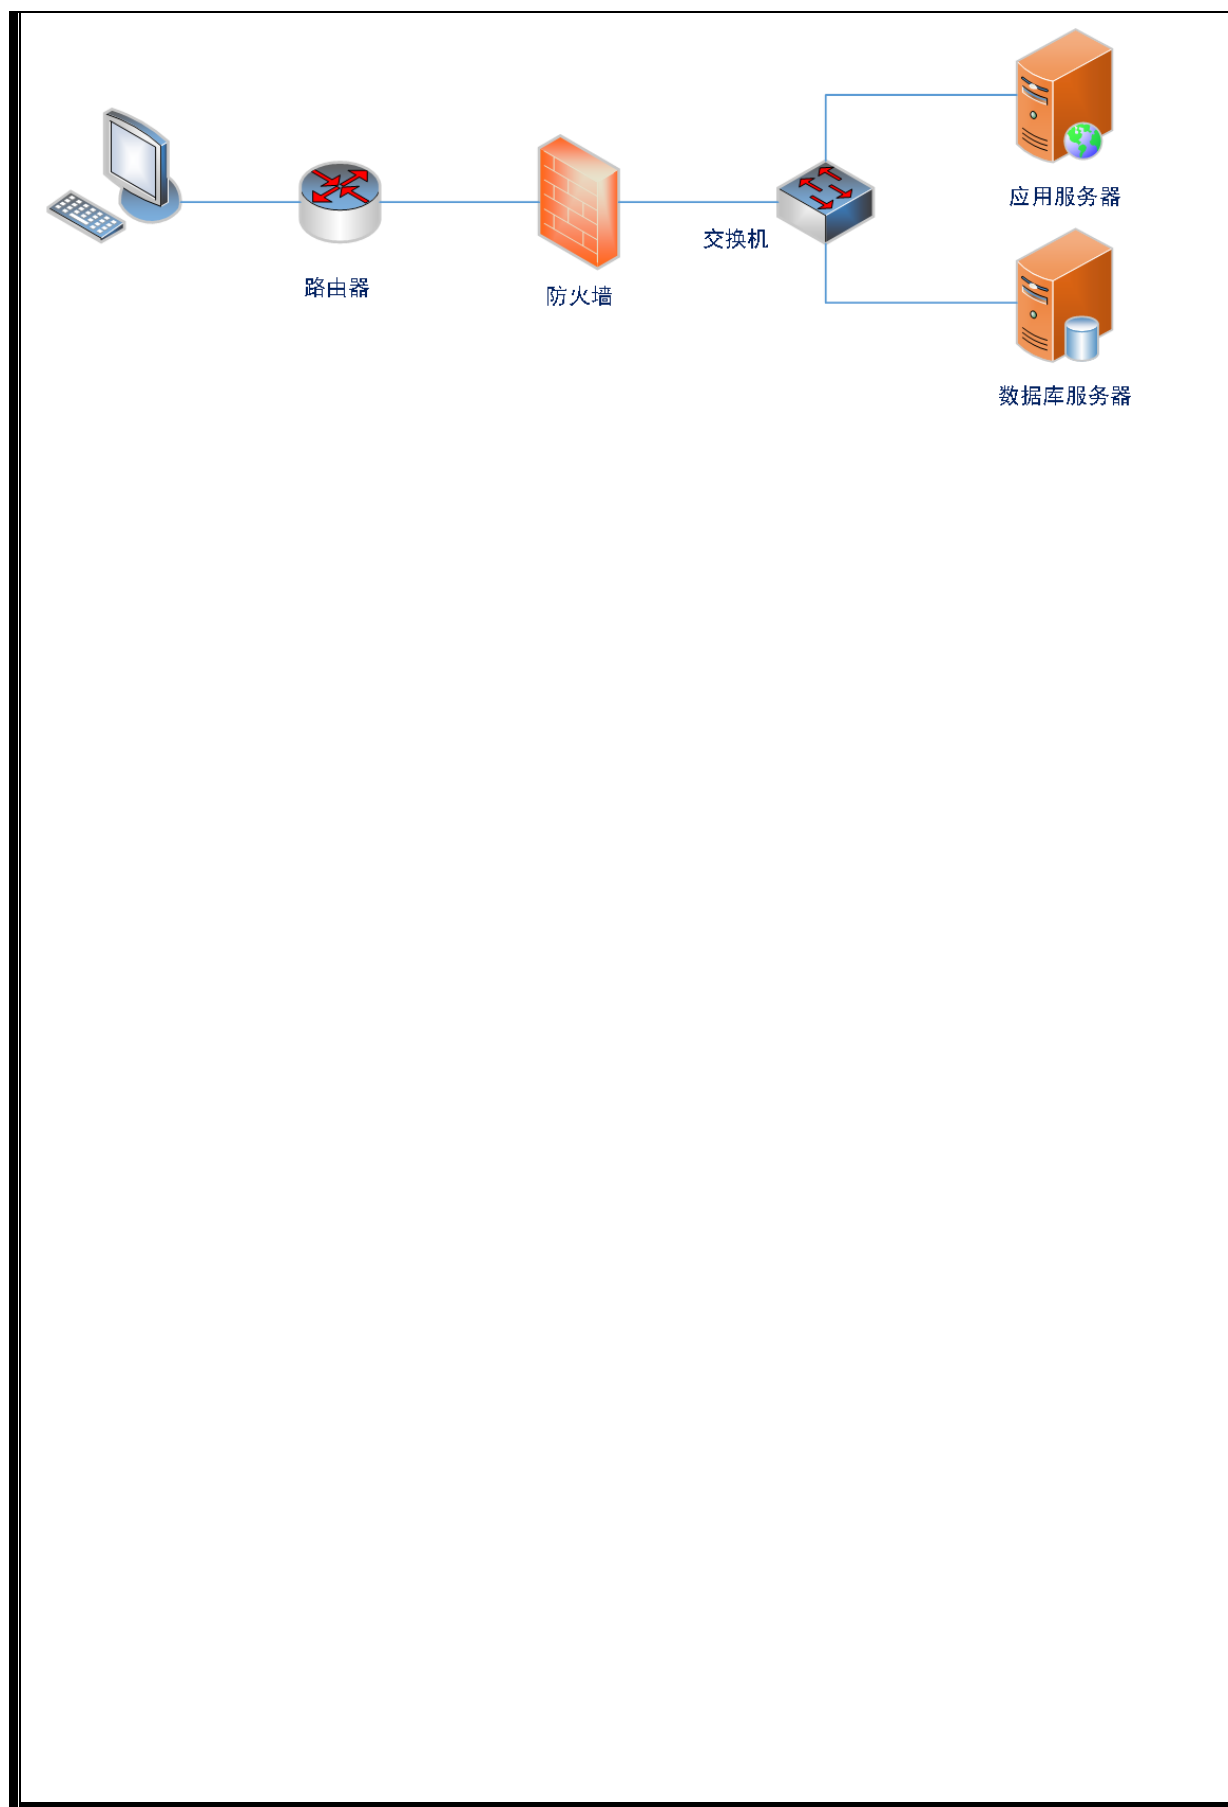 应用服务器
交换机
路由器
防火墙
数据库服务器